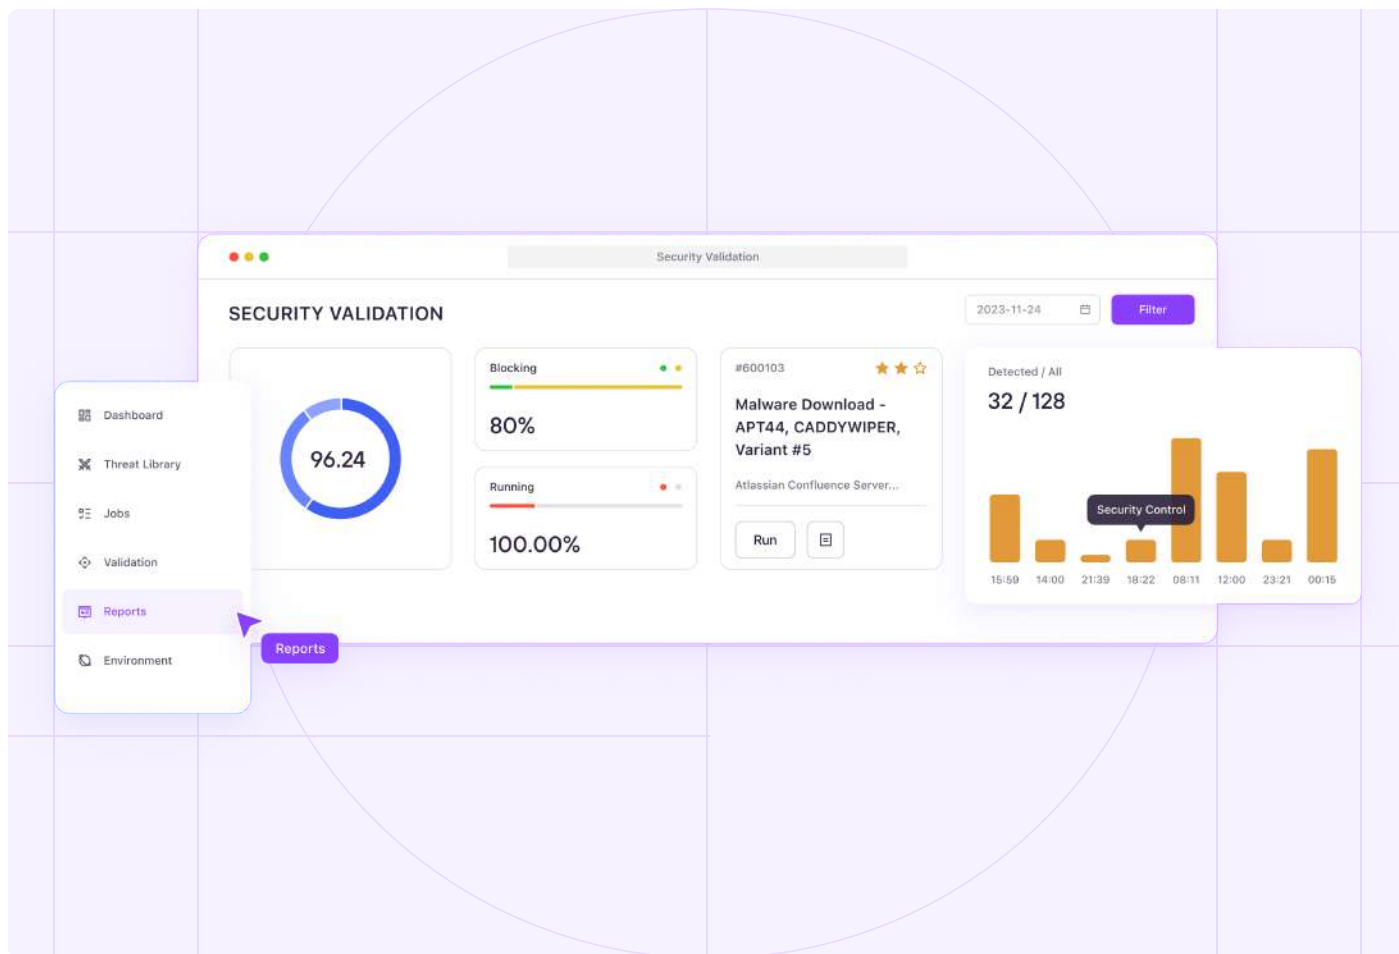 Security Validation
SECURITY VALIDATION
2023-11-24
Filter
Dashboard
Threat Library
Jobs
Validation
Reports
Environment
Reports
96.24
Blocking
80%
Running
100.00%
#600103
Malware Download -
APT44, CADDYWIPER,
Variant #5
Atlassian Confluence Server...
Run
Detected / All
32 / 128
Security Control
15:59 14:00 21:39 18:22 08:11 12:00 23:21 00:15